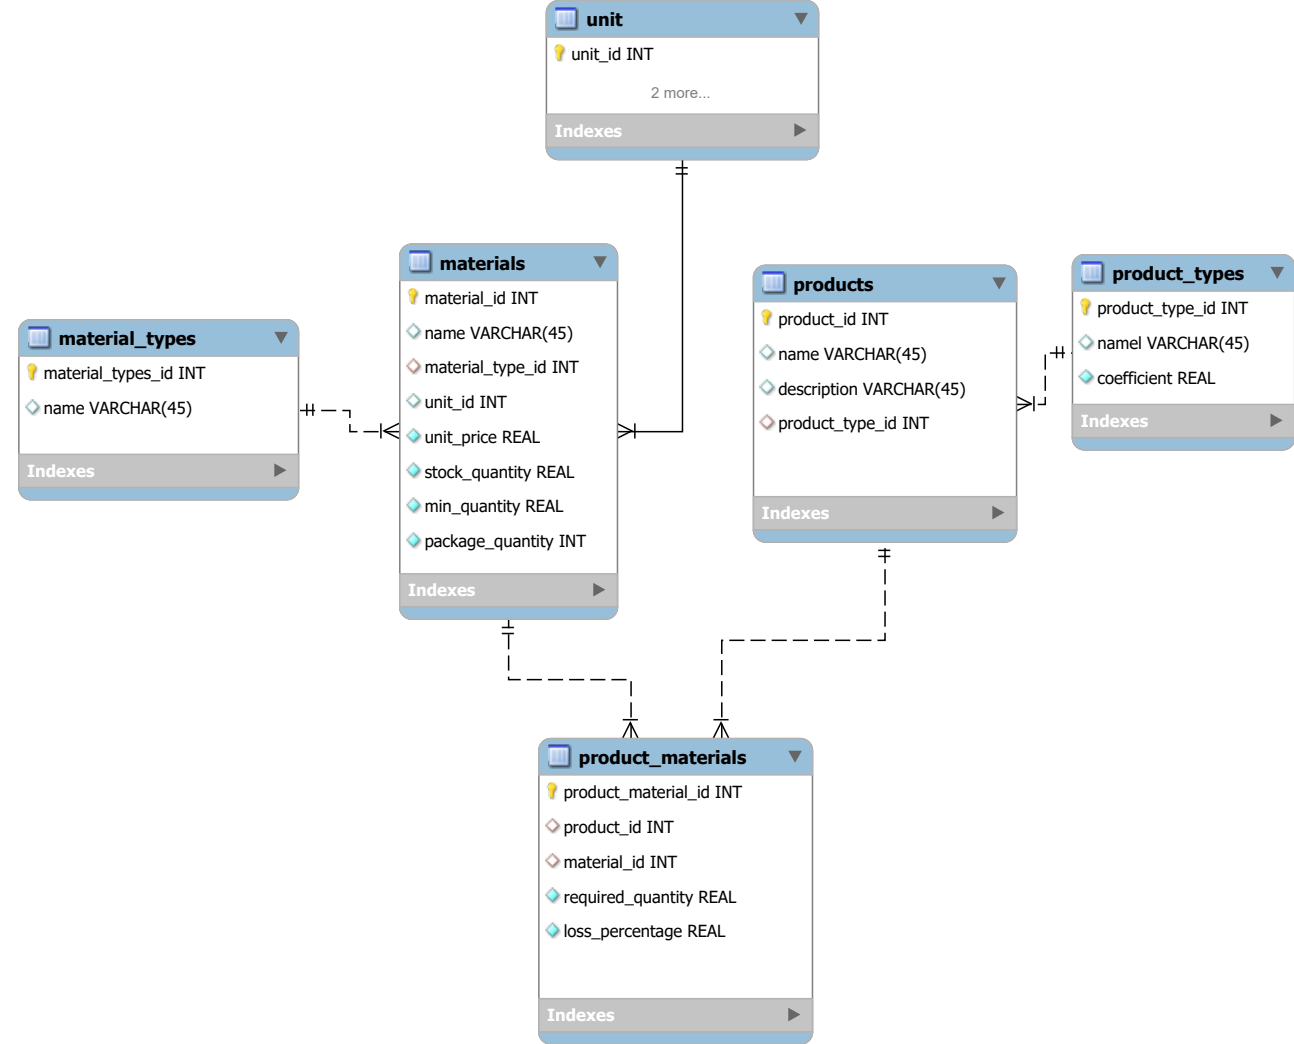 unit
unit_id INT
2 more...
Indexes
materials
material_id INT
name VARCHAR(45)
material_type_id INT
unit_id INT
unit_price REAL
stock_quantity REAL
min_quantity REAL
package_quantity INT
Indexes
products
product_id INT
name VARCHAR(45)
description VARCHAR(45)
product_type_id INT
Indexes
product_types
product_type_id INT
namel VARCHAR(45)
coefficient REAL
Indexes
material_types
material_types_id INT
name VARCHAR(45)
Indexes
product_materials
product_material_id INT
product_id INT
material_id INT
required_quantity REAL
loss_percentage REAL
Indexes